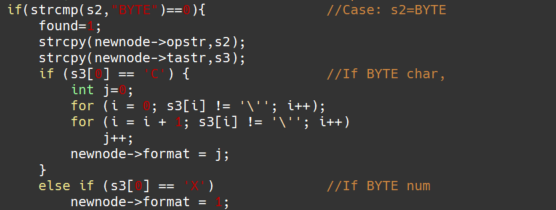 if(strcmp(s2,"BYTE")==0){ //Case: s2=BYTE
found=1;
strcpy(newnode->opstr,s2);
strcpy(newnode->tastr,s3);
if (s3[0] == 'C') { //If BYTE char,
int j=0;
for (i = 0; s3[i] != '\''; i++);
for (i = i + 1; s3[i] != '\''; i++)
j++;
newnode->format = j;
}
else if (s3[0] == 'X') //If BYTE num
newnode->format = 1;